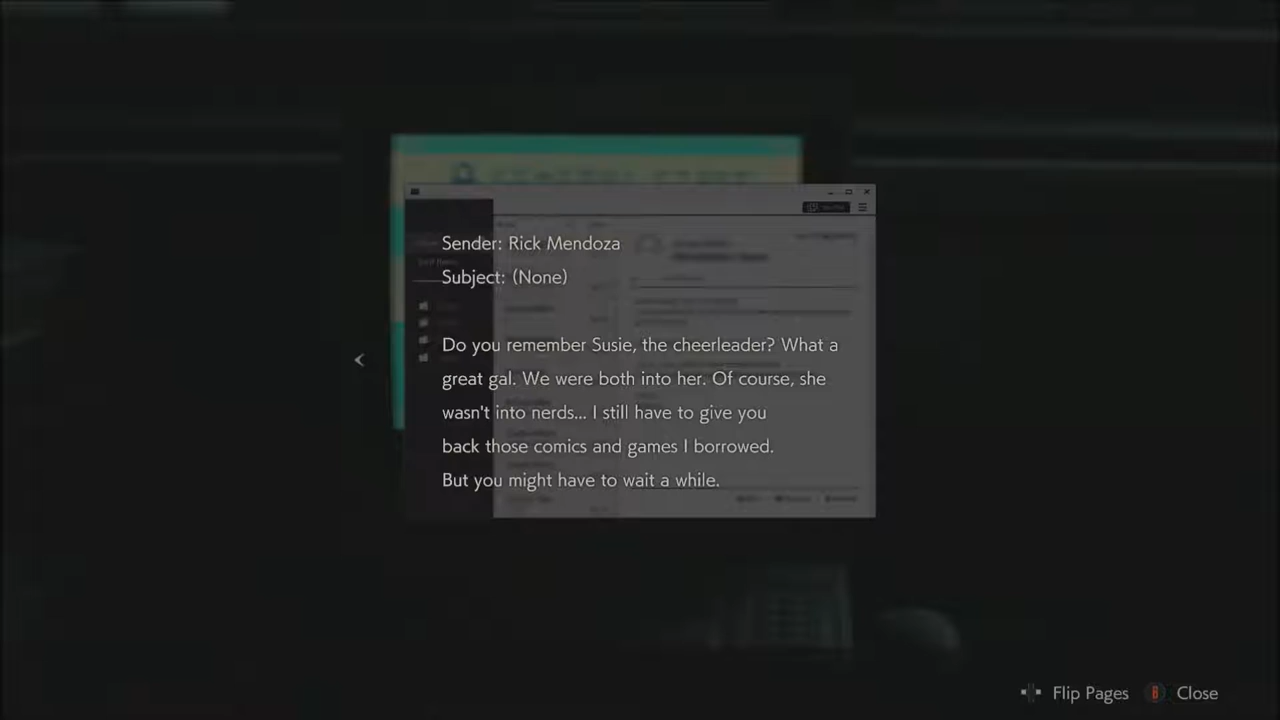 Sender: Rick Mendoza
Subject: (None)
Do you remember Susie, the cheerleader? What a
great gal. We were both into her. Of course, she
wasn't into nerds... I still have to give you
back those comics and games I borrowed.
But you might have to wait a while.
Flip Pages
B Close